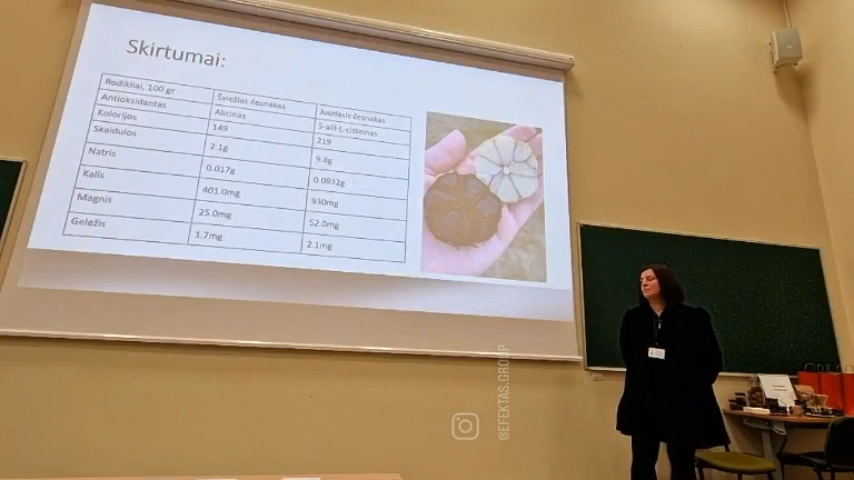 Skirtumai:
Rodikliai, 100 gr Šviežias česnakas Juodasis česnakas
Antioksidantas Alicinas S-alil-L-cisteinas
Kalorijos 149 219
Skaidulos 2.1g 9.8g
Natris 0.017g 0.0932g
Kalis 401.0mg 930mg
Magnis 25.0mg 52.0mg
Geležis 1.7mg 2.1mg
@EFEKTAS.GROUP